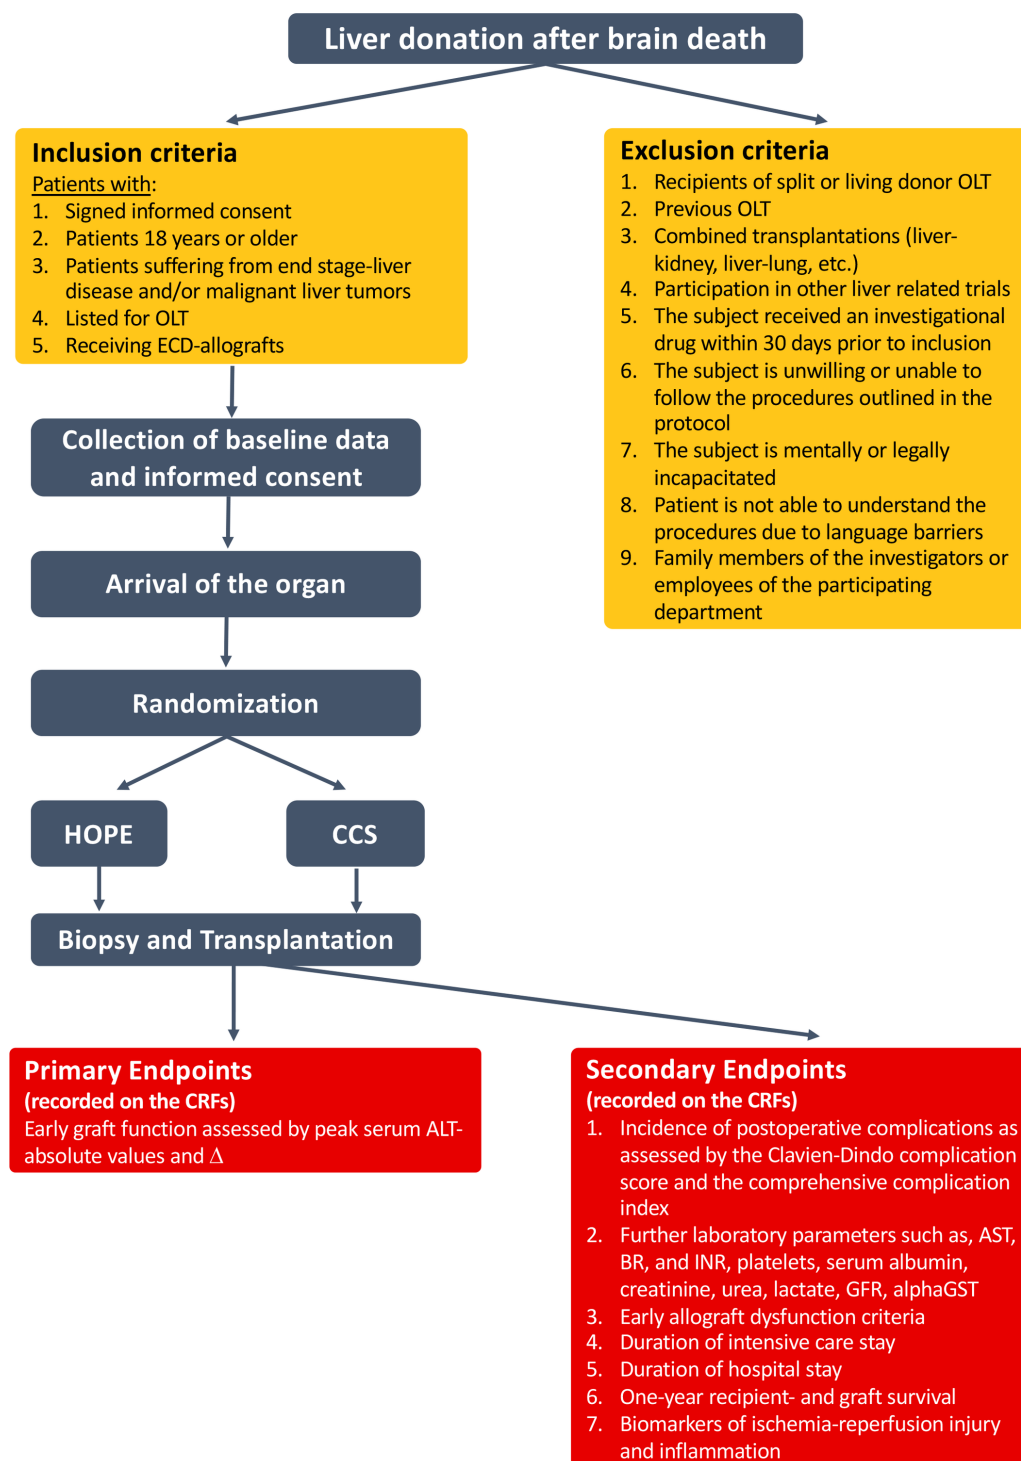 Liver donation after brain death
Inclusion criteria
Patients with:
1. Signed informed consent
2. Patients 18 years or older
3. Patients suffering from end stage-liver
disease and/or malignant liver tumors
4. Listed for OLT
5. Receiving ECD-allografts
Exclusion criteria
1. Recipients of split or living donor OLT
2. Previous OLT
3. Combined transplantations (liver-
kidney, liver-lung, etc.)
4. Participation in other liver related trials
5. The subject received an investigational
drug within 30 days prior to inclusion
6. The subject is unwilling or unable to
follow the procedures outlined in the
protocol
7. The subject is mentally or legally
incapacitated
8. Patient is not able to understand the
procedures due to language barriers
9. Family members of the investigators or
employees of the participating
department
Collection of baseline data
and informed consent
Arrival of the organ
Randomization
HOPE
CCS
Biopsy and Transplantation
Primary Endpoints
(recorded on the CRFs)
Early graft function assessed by peak serum ALT-
absolute values and Δ
Secondary Endpoints
(recorded on the CRFs)
1. Incidence of postoperative complications as
assessed by the Clavien-Dindo complication
score and the comprehensive complication
index
2. Further laboratory parameters such as, AST,
BR, and INR, platelets, serum albumin,
creatinine, urea, lactate, GFR, alphaGST
3. Early allograft dysfunction criteria
4. Duration of intensive care stay
5. Duration of hospital stay
6. One-year recipient- and graft survival
7. Biomarkers of ischemia-reperfusion injury
and inflammation